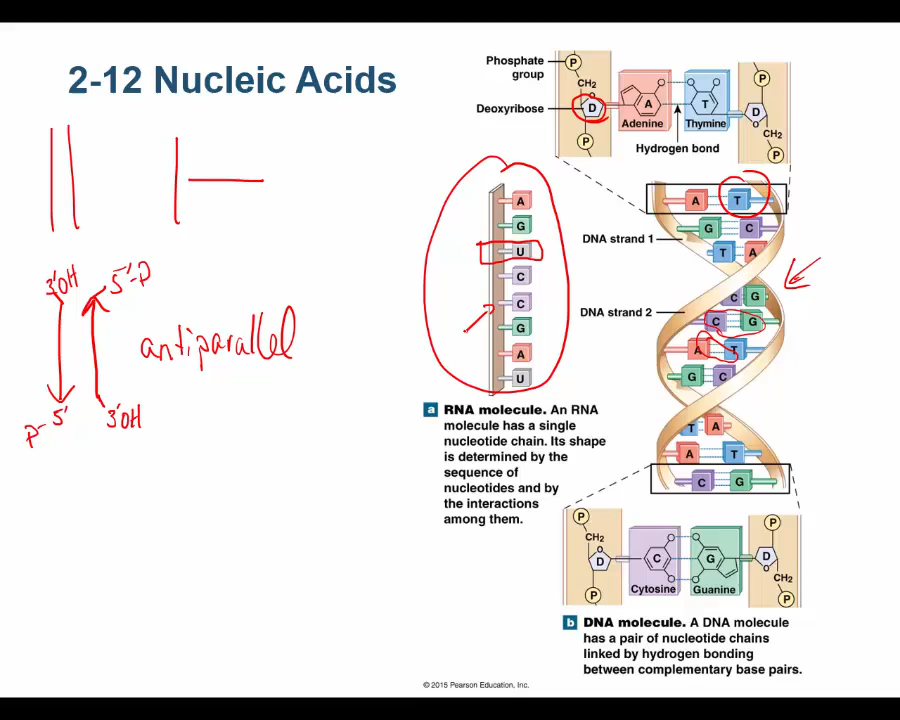 2-12 Nucleic Acids
3'OH
5'-P
antiparallel
P- 5'
3'OH
A
G
U
C
C
G
A
U
a RNA molecule. An RNA
molecule has a single
nucleotide chain. Its shape
is determined by the
sequence of
nucleotides and by
the interactions
among them.
Phosphate
group
P
CH2
Deoxyribose
D
O
P
A
Adenine
T
Thymine
Hydrogen bond
P
D
O
CH2
P
A T
G C
DNA strand 1
T A
C G
DNA strand 2
C G
A T
G C
T A
A T
C G
P
CH2
O
D
P
C
Cytosine
G
Guanine
P
D
O
CH2
P
b DNA molecule. A DNA molecule
has a pair of nucleotide chains
linked by hydrogen bonding
between complementary base pairs.
© 2015 Pearson Education, Inc.